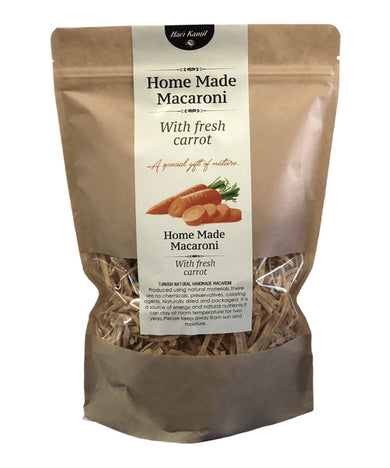 Hacı Kamil
Home Made
Macaroni
With fresh
carrot
A special gift of nature...
Home Made
Macaroni
With fresh
carrot
TURKISH NATURAL HANDMADE MACARONI
Produced using natural materials.There
are no chemicals, preservatives, coloring
agents. Naturally dried and packaged. It is
a source of energy and natural nutrients.It
can stay at room temperature for two
years.Please keep away from sun and
moisture.